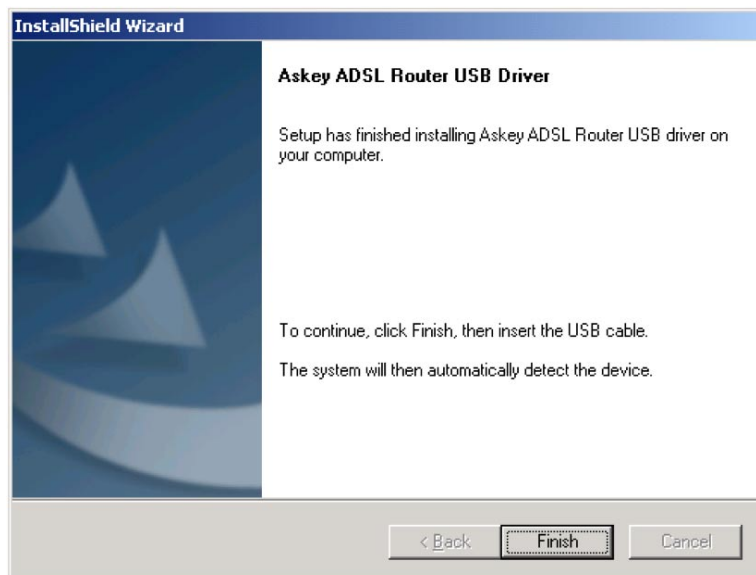 InstallShield Wizard
Askey ADSL Router USB Driver
Setup has finished installing Askey ADSL Router USB driver on
your computer.
To continue, click Finish, then insert the USB cable.
The system will then automatically detect the device.
< Back
Finish
Cancel